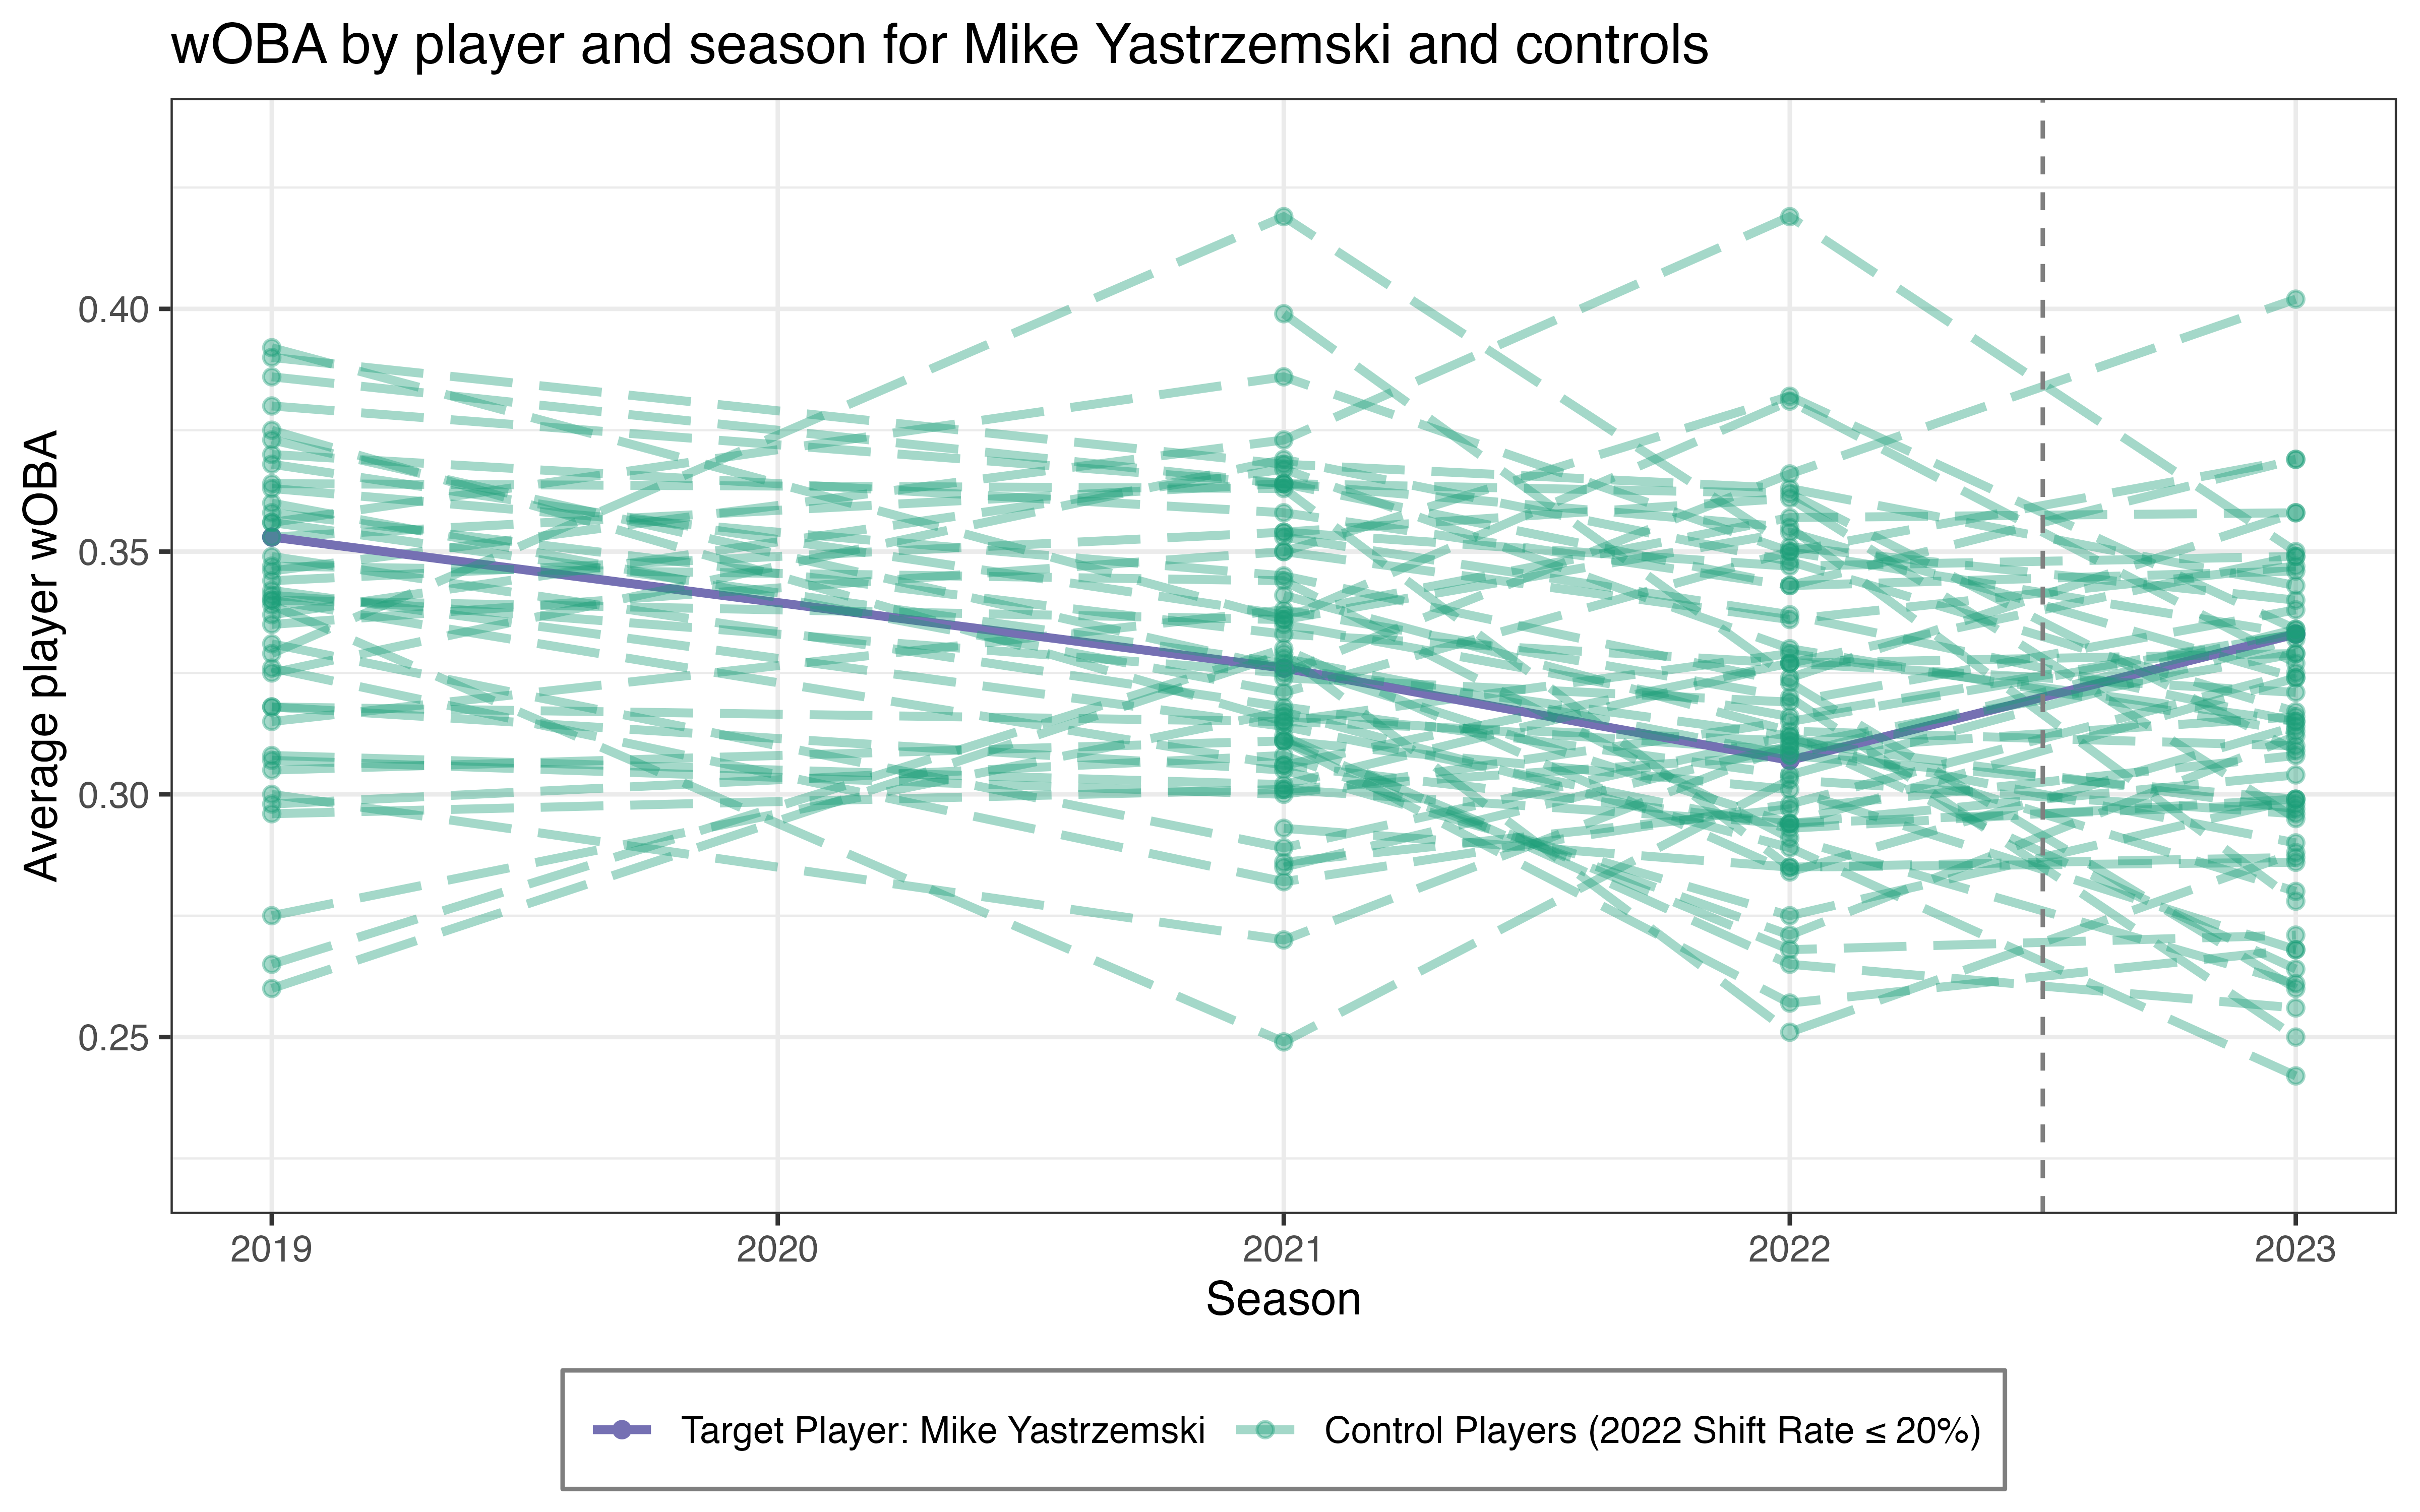 wOBA by player and season for Mike Yastrzemski and controls
Average player wOBA
0.40
0.35
0.30
0.25
2019 2020 2021 2022 2023
Season
Target Player: Mike Yastrzemski Control Players (2022 Shift Rate ≤ 20%)